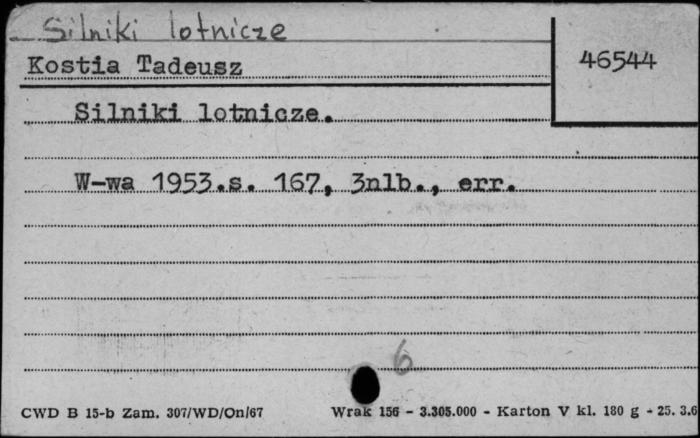 Silniki lotnicze
Kostia Tadeusz
46544
Silniki lotnicze.
W-wa 1953.s. 167, 3nlb., err.
6
CWD B 15-b Zam. 307/WD/On/67
Wrak 156 - 3.305.000 - Karton V kl. 180 g - 25. 3.6